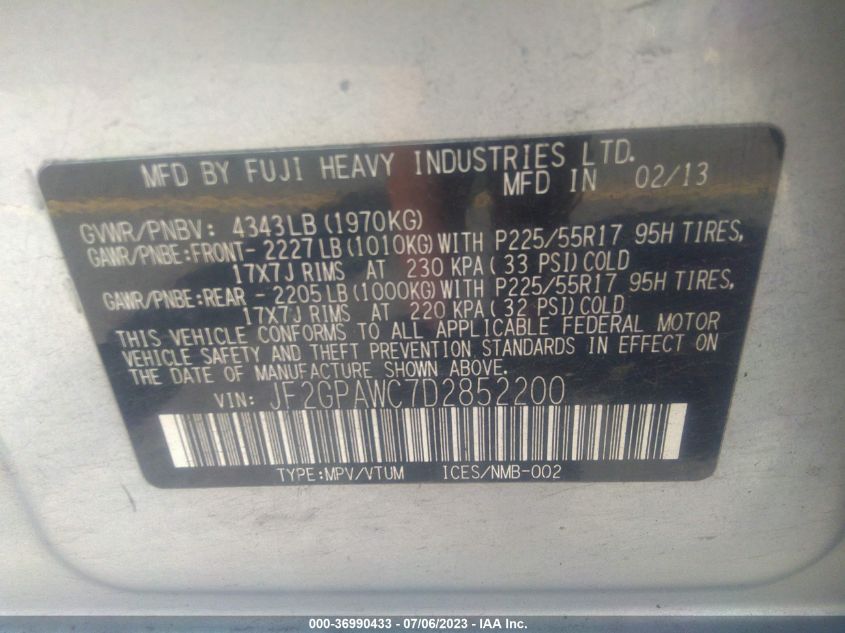 MFD BY FUJI HEAVY INDUSTRIES LTD.
MFD IN 02/13
GVWR/PNBV: 4343LB(1970KG)
GAWR/PNBE:FRONT- 2227LB(1010KG)WITH P225/55R17 95H TIRES,
17X7J RIMS AT 230 KPA( 33 PSI)COLD
GAWR/PNBE:REAR - 2205LB(1000KG)WITH P225/55R17 95H TIRES,
17X7J RIMS AT 220 KPA( 32 PSI)COLD
THIS VEHICLE CONFORMS TO ALL APPLICABLE FEDERAL MOTOR
VEHICLE SAFETY AND THEFT PREVENTION STANDARDS IN EFFECT ON
THE DATE OF MANUFACTURE SHOWN ABOVE.
VIN: JF2GPAWC7D2852200
TYPE:MPV/VTUM ICES/NMB-002
000-36990433 - 07/06/2023 - IAA Inc.